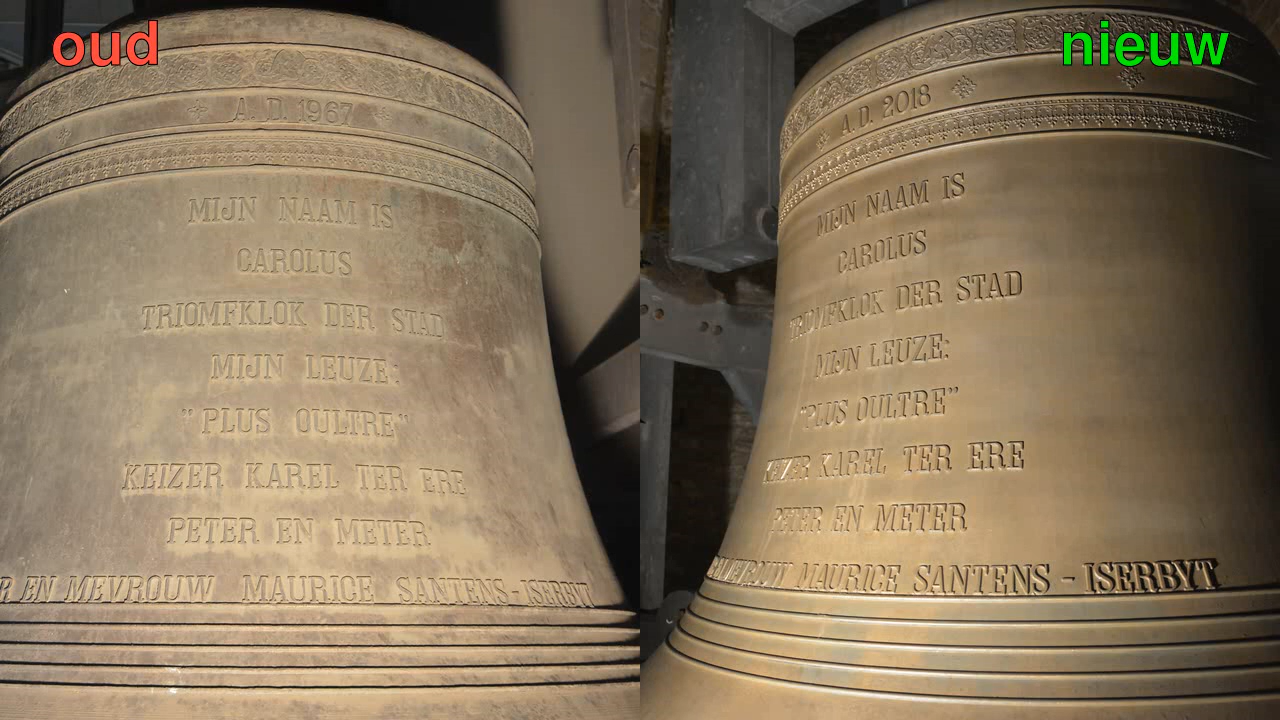 oud
A.D. 1967
MIJN NAAM IS
CAROLUS
TRIOMFKLOK DER STAD
MIJN LEUZE:
"PLUS OULTRE"
KEIZER KAREL TER ERE
PETER EN METER:
EN MEVROUW MAURICE SANTENS-ISERBYT
nieuw
A.D. 2018
MIJN NAAM IS
CAROLUS
TRIOMFKLOK DER STAD
MIJN LEUZE:
"PLUS OULTRE"
KEIZER KAREL TER ERE
PETER EN METER
MEVROUW MAURICE SANTENS - ISERBYT